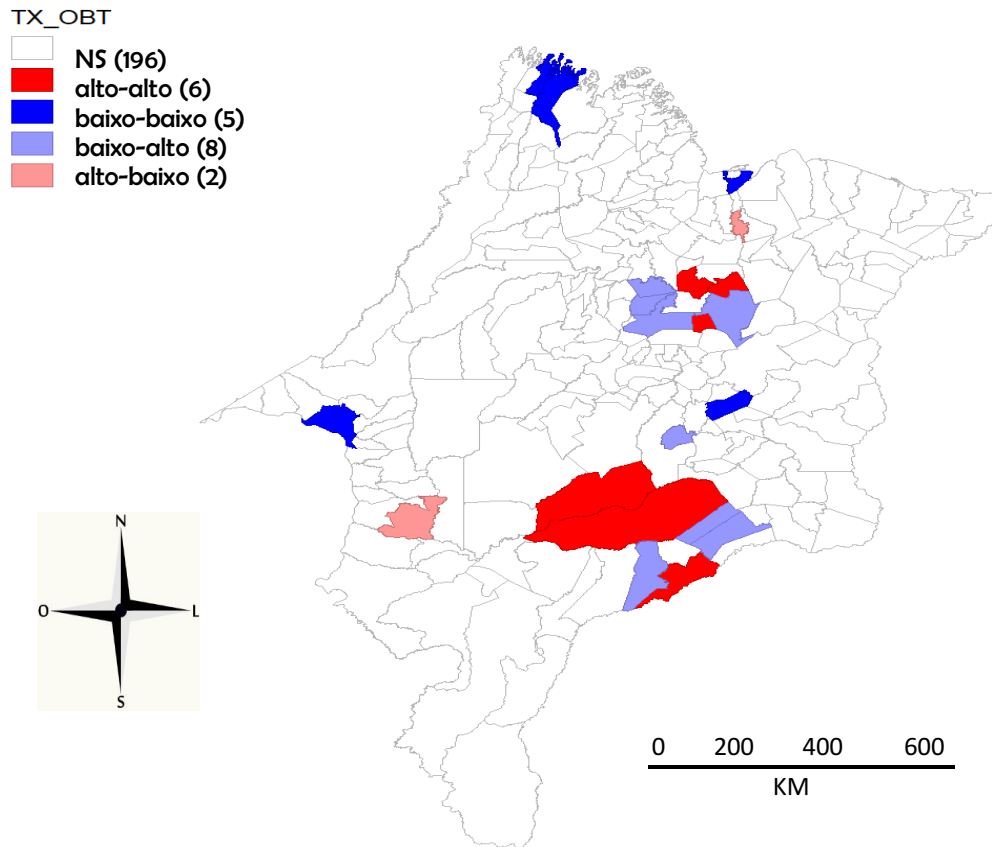 TX_OBT
NS (196)
alto-alto (6)
baixo-baixo (5)
baixo-alto (8)
alto-baixo (2)
N
O
L
S
0 200 400 600
KM